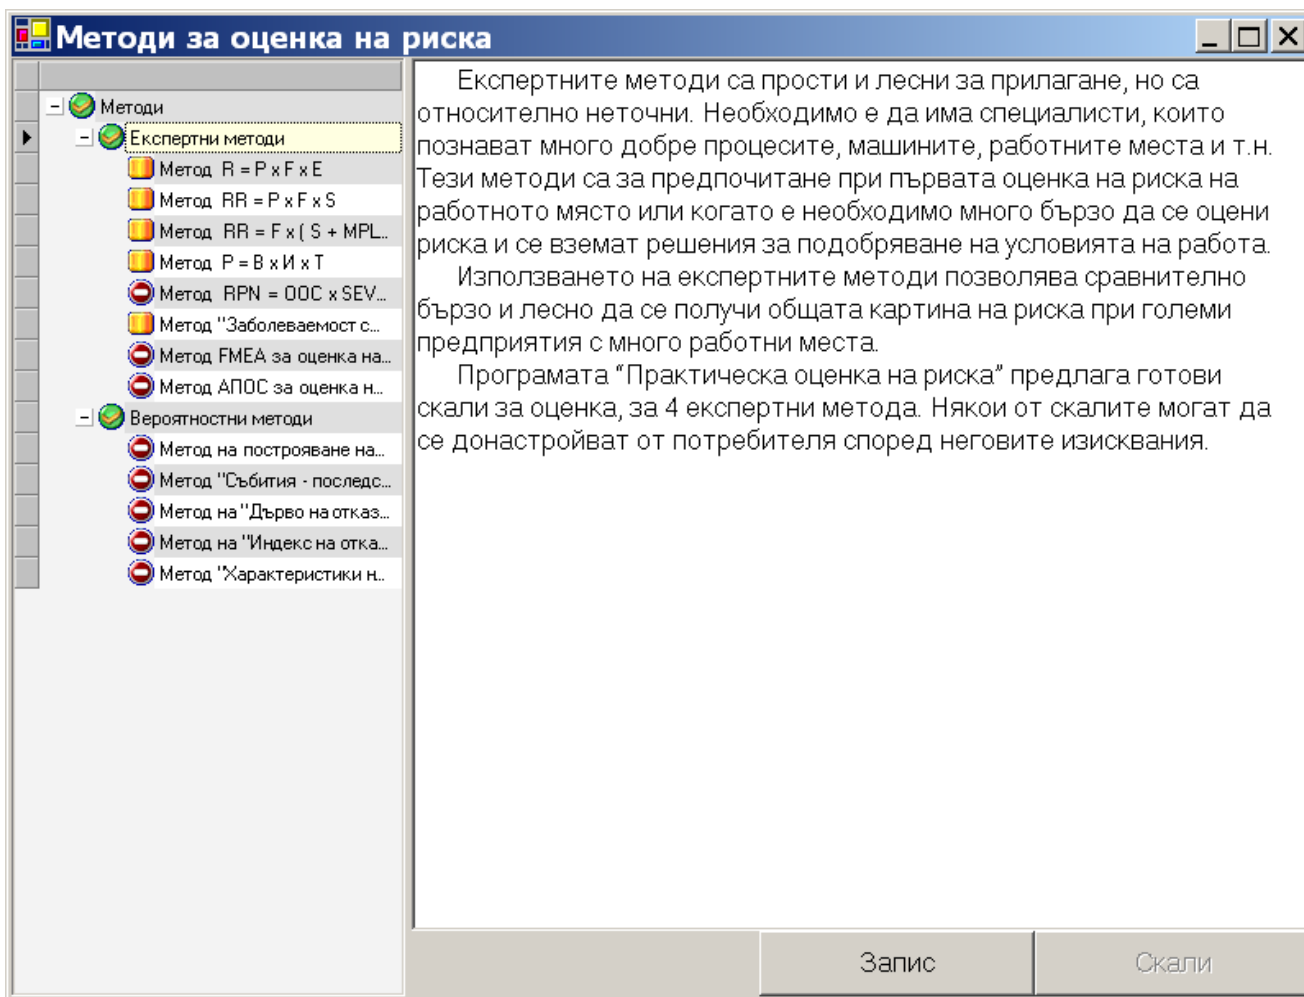 Методи за оценка на риска
Методи
Експертни методи
Метод R = P x F x E
Метод RR = P x F x S
Метод RR = F x ( S + MPL...
Метод Р = В х И х Т
Метод RPN = OOC x SEV...
Метод "Заболеваемост с...
Метод FMEA за оценка на...
Метод АПОС за оценка н...
Вероятностни методи
Метод на построяване на...
Метод "Събития - последс...
Метод на "Дърво на отказ...
Метод на "Индекс на отка...
Метод "Характеристики н...
Експертните методи са прости и лесни за прилагане, но са
относително неточни. Необходимо е да има специалисти, които
познават много добре процесите, машините, работните места и т.н.
Тези методи са за предпочитане при първата оценка на риска на
работното място или когато е необходимо много бързо да се оцени
риска и се вземат решения за подобряване на условията на работа.
Използването на експертните методи позволява сравнително
бързо и лесно да се получи общата картина на риска при големи
предприятия с много работни места.
Програмата “Практическа оценка на риска” предлага готови
скали за оценка, за 4 експертни метода. Някои от скалите могат да
се донастройват от потребителя според неговите изисквания.
Запис
Скали